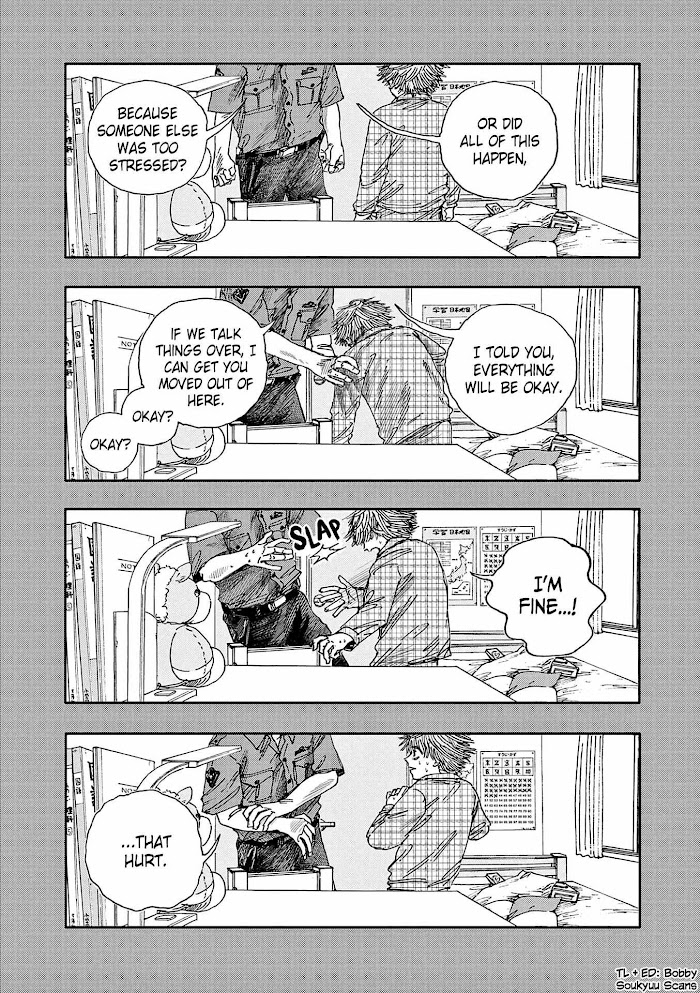 OR DID
ALL OF THIS
HAPPEN,
BECAUSE
SOMEONE ELSE
WAS TOO
STRESSED?
I TOLD YOU,
EVERYTHING
WILL BE OKAY.
IF WE TALK
THINGS OVER, I
CAN GET YOU
MOVED OUT OF
HERE.
OKAY?
OKAY?
SLAP
I'M
FINE...!
...THAT
HURT.
TL + ED: Bobby
Soukyuu Scans